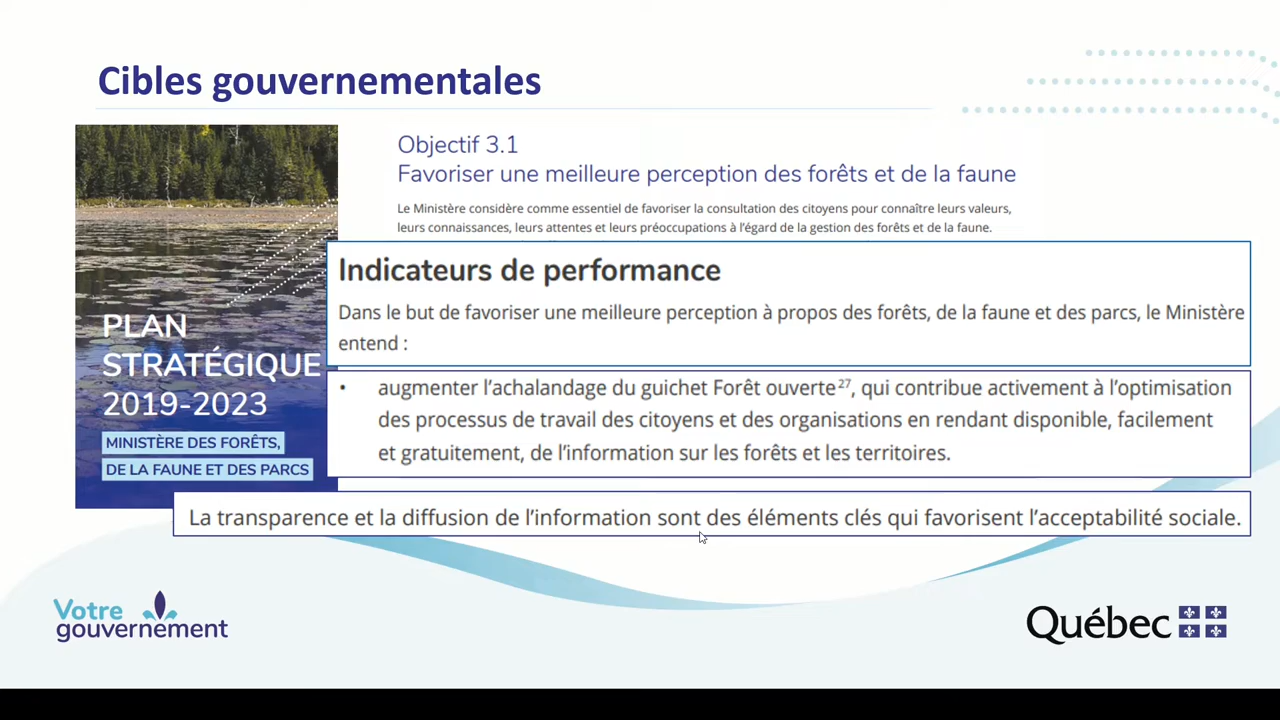 Cibles gouvernementales
Objectif 3.1
Favoriser une meilleure perception des forêts et de la faune
Le Ministère considère comme essentiel de favoriser la consultation des citoyens pour connaître leurs valeurs,
leurs connaissances, leurs attentes et leurs préoccupations à l’égard de la gestion des forêts et de la faune.
PLAN
STRATÉGIQUE
2019-2023
MINISTÈRE DES FORÊTS,
DE LA FAUNE ET DES PARCS
Indicateurs de performance
Dans le but de favoriser une meilleure perception à propos des forêts, de la faune et des parcs, le Ministère
entend :
• augmenter l’achalandage du guichet Forêt ouverte27, qui contribue activement à l’optimisation
des processus de travail des citoyens et des organisations en rendant disponible, facilement
et gratuitement, de l’information sur les forêts et les territoires.
La transparence et la diffusion de l’information sont des éléments clés qui favorisent l’acceptabilité sociale.
Votre
gouvernement
Québec